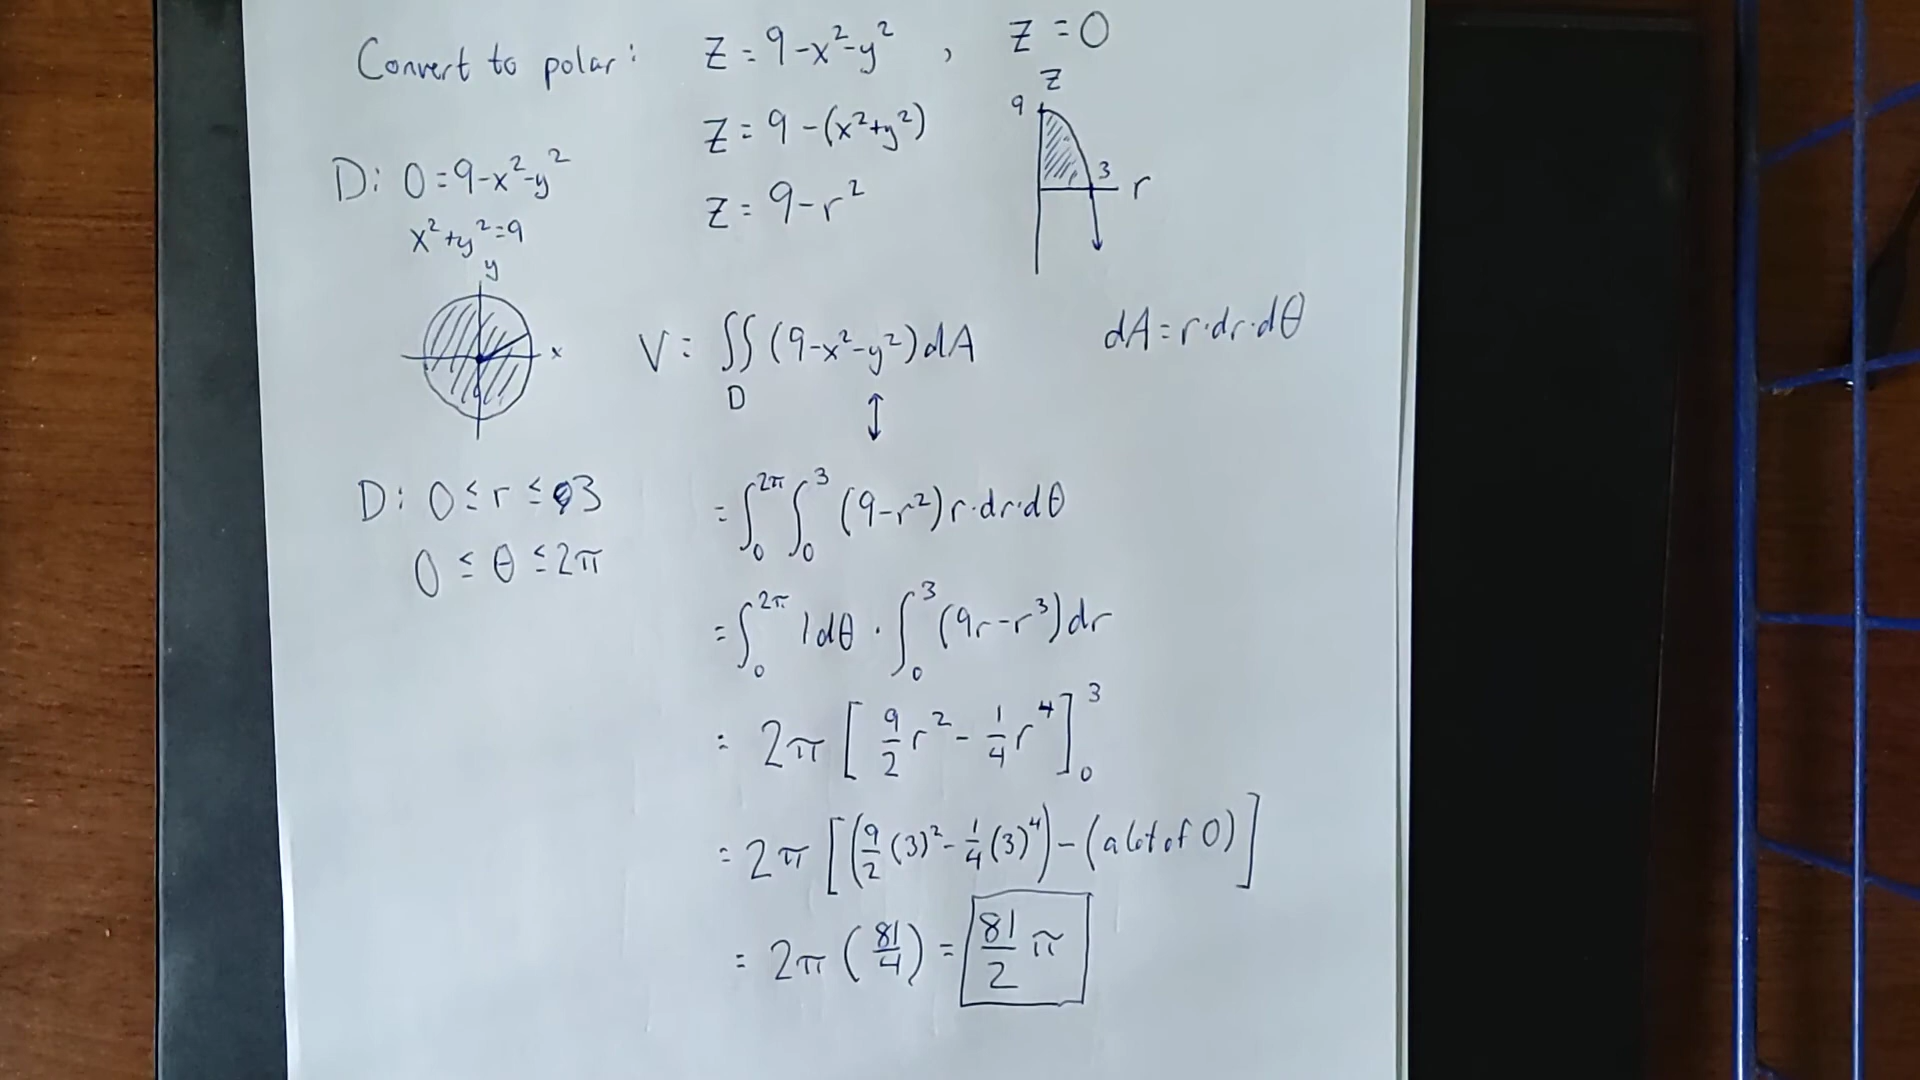 Convert to polar: z = 9-x²-y² , z = 0
z = 9-(x²+y²)
z = 9-r²
z
9
3
r
D: 0=9-x²-y²
x²+y²=9
y
x
V = ∬ (9-x²-y²)dA
D
↕
dA = r·dr·dθ
D: 0 ≤ r ≤ 3
0 ≤ θ ≤ 2π
= ∫₀^2π ∫₀^3 (9-r²)r·dr·dθ
= ∫₀^2π 1dθ · ∫₀^3 (9r-r³)dr
= 2π [9/2 r² - 1/4 r⁴]₀^3
= 2π [(9/2 (3)² - 1/4 (3)⁴) - (a lot of 0)]
= 2π (81/4) = 81/2 π